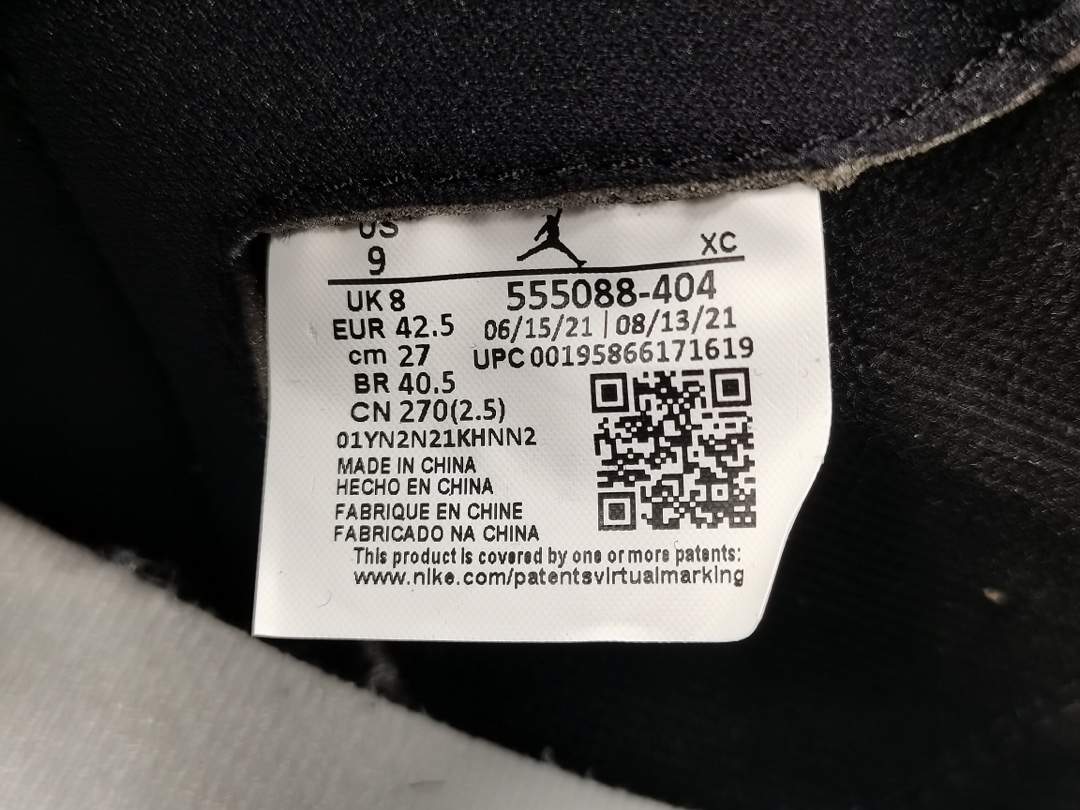 US
9
XC
UK 8
555088-404
EUR 42.5
06/15/21 | 08/13/21
cm 27
UPC 00195866171619
BR 40.5
CN 270(2.5)
01YN2N21KHNN2
MADE IN CHINA
HECHO EN CHINA
FABRIQUE EN CHINE
FABRICADO NA CHINA
This product is covered by one or more patents:
www.nike.com/patentsvirtualmarking